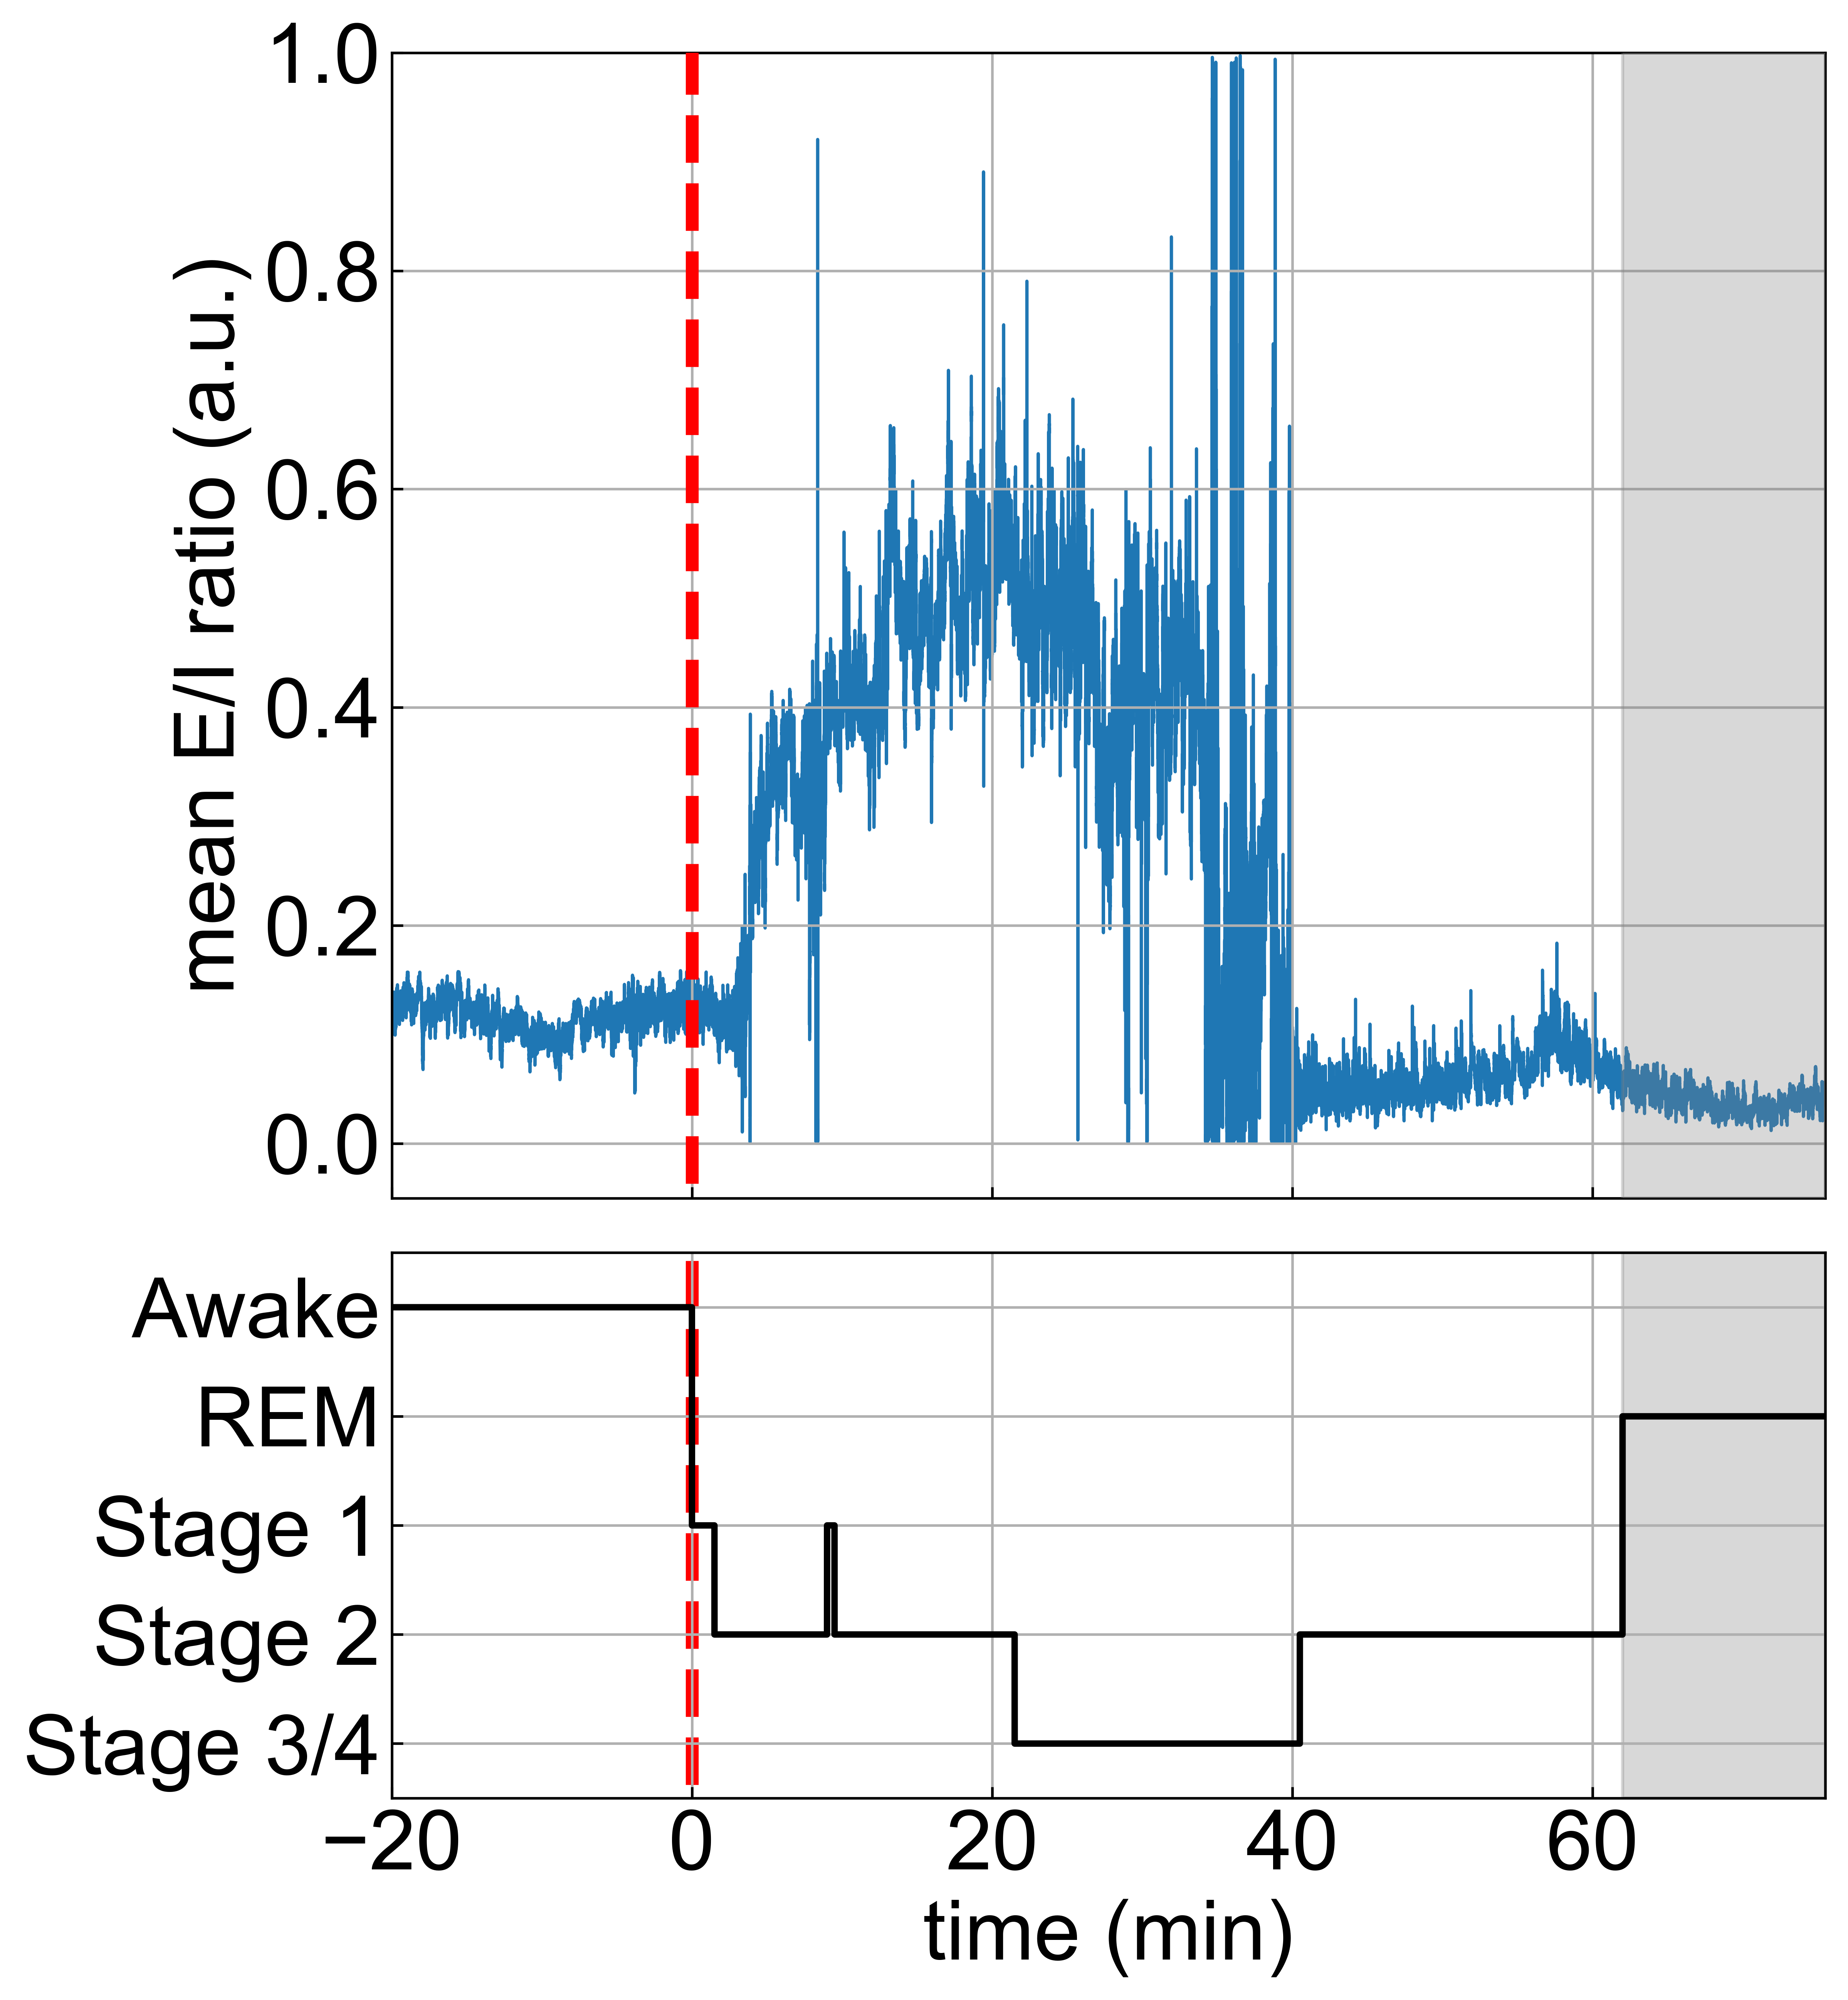 1.0
0.8
0.6
0.4
0.2
0.0
mean E/I ratio (a.u.)
Awake
REM
Stage 1
Stage 2
Stage 3/4
−20 0 20 40 60
time (min)